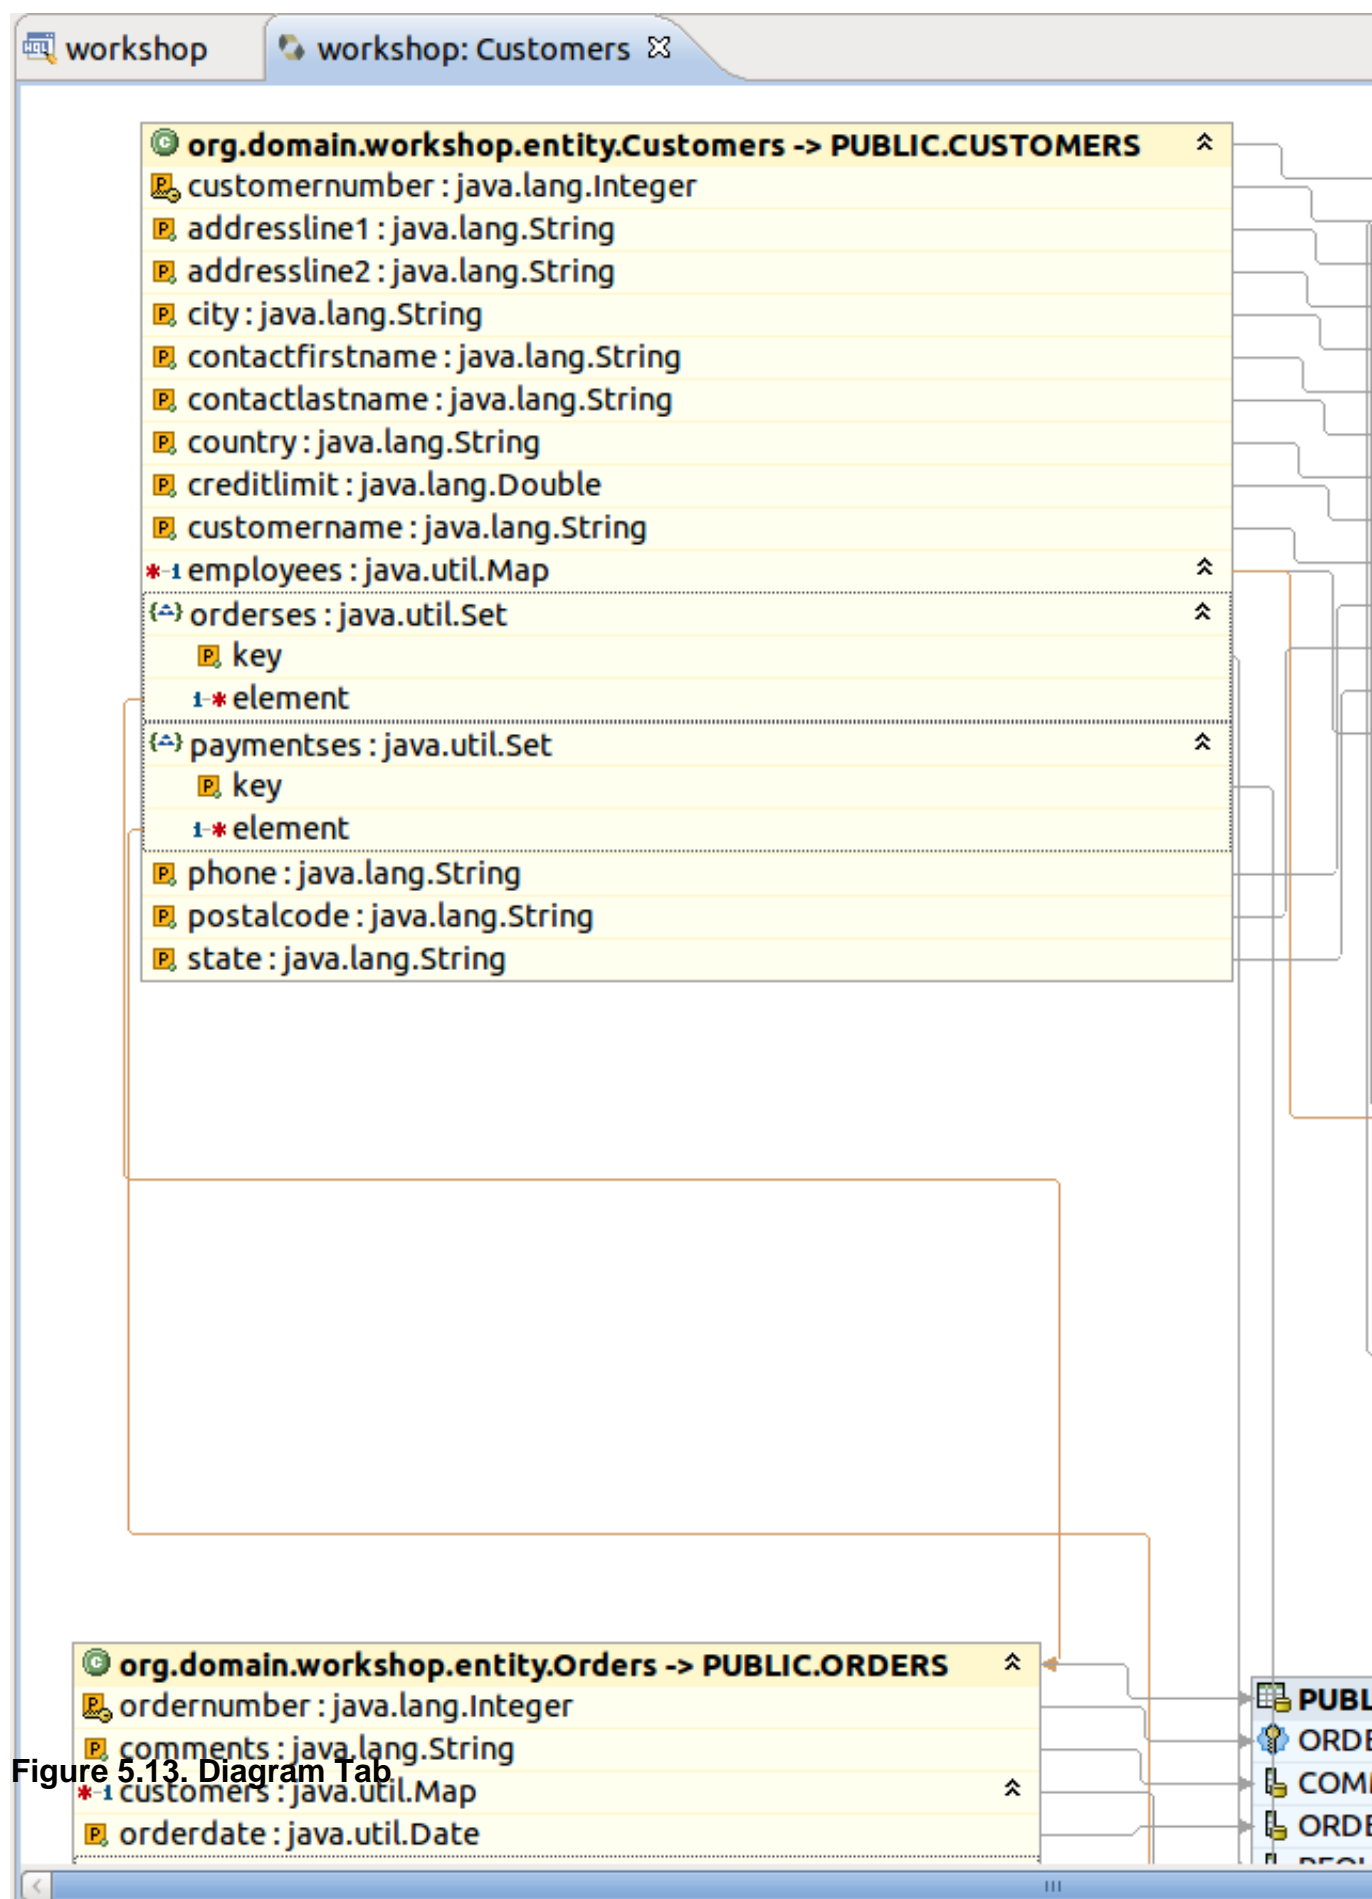 workshop
workshop: Customers
org.domain.workshop.entity.Customers -> PUBLIC.CUSTOMERS
customernumber : java.lang.Integer
addressline1 : java.lang.String
addressline2 : java.lang.String
city : java.lang.String
contactfirstname : java.lang.String
contactlastname : java.lang.String
country : java.lang.String
creditlimit : java.lang.Double
customername : java.lang.String
employees : java.util.Map
orderses : java.util.Set
key
element
paymentses : java.util.Set
key
element
phone : java.lang.String
postalcode : java.lang.String
state : java.lang.String
org.domain.workshop.entity.Orders -> PUBLIC.ORDERS
ordernumber : java.lang.Integer
comments : java.lang.String
customers : java.util.Map
orderdate : java.util.Date
PUBL
ORDE
COM
ORDE
Figure 5.13. Diagram Tab